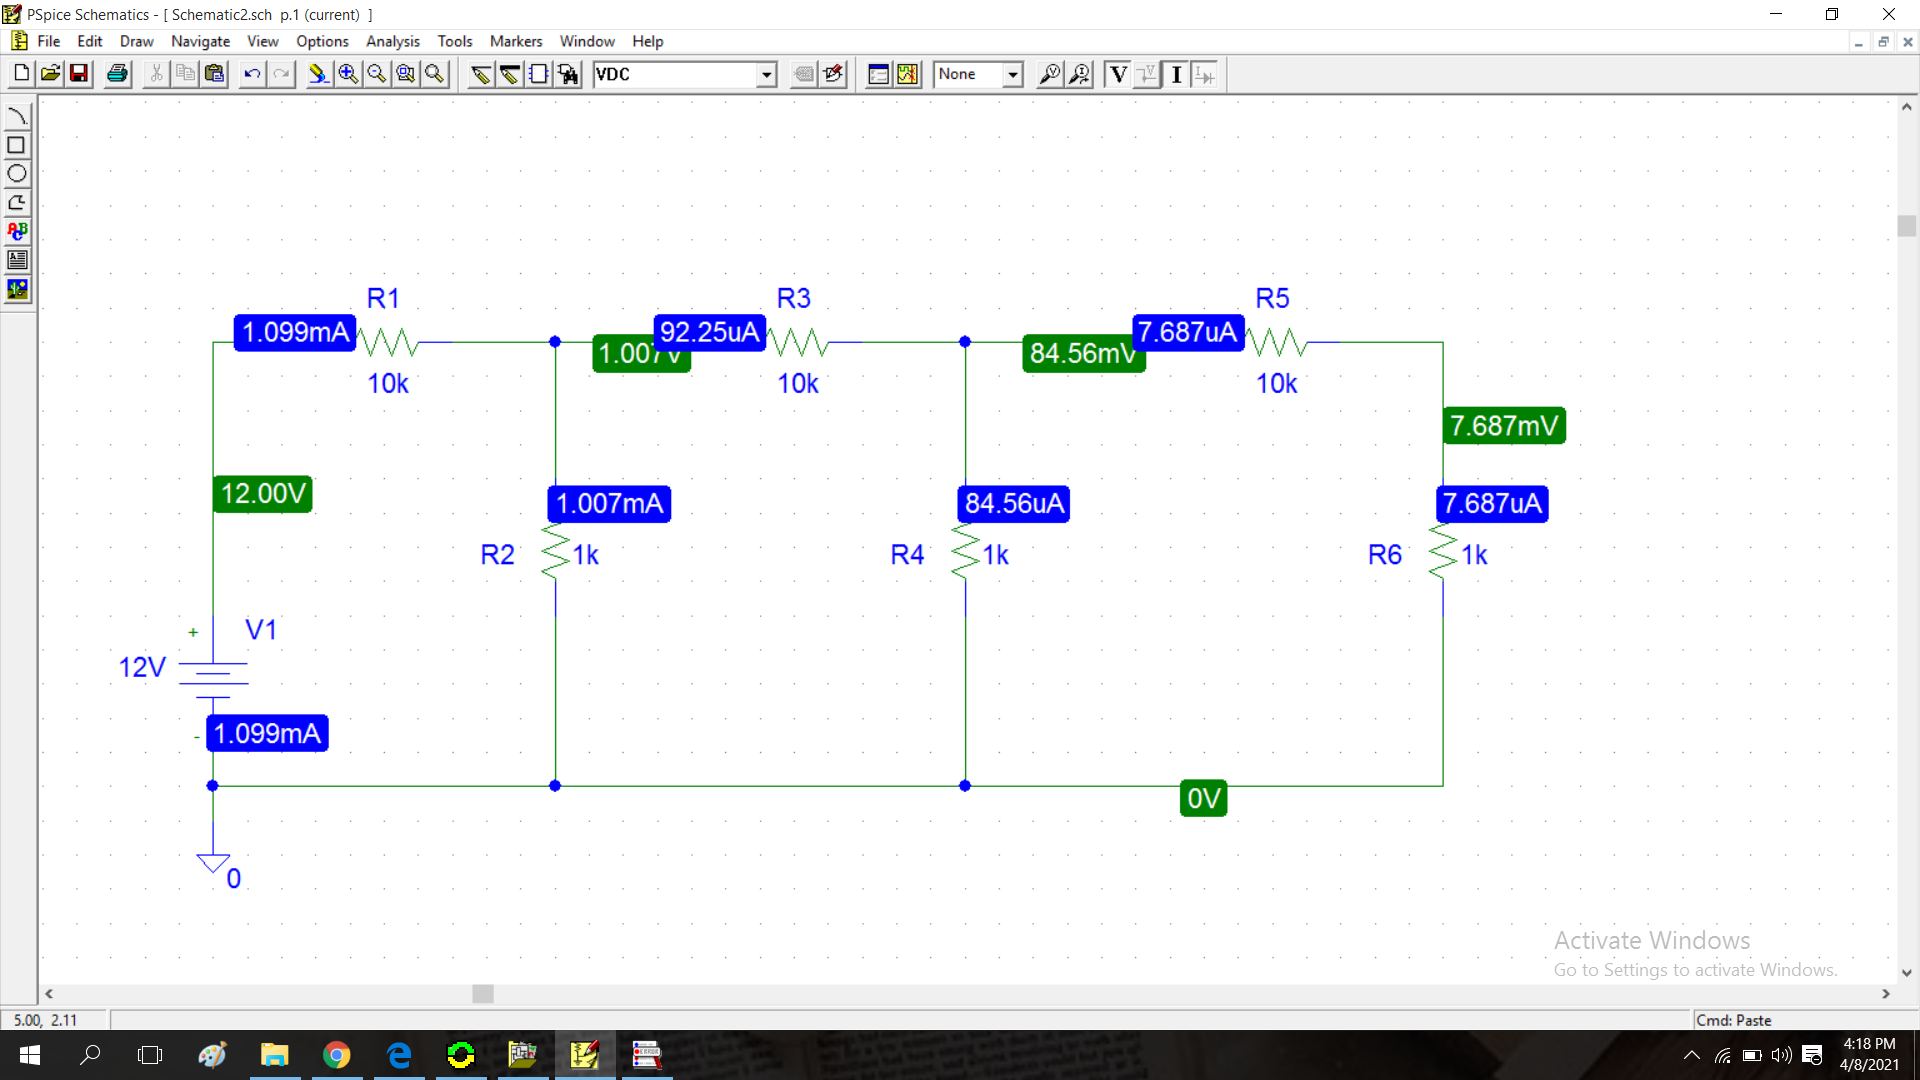 PSpice Schematics - [ Schematic2.sch p.1 (current) ]
File Edit Draw Navigate View Options Analysis Tools Markers Window Help
VDC None V V I I
ABC
R1 R3 R5
1.099mA 92.25uA 7.687uA
1.007V 84.56mV
10k 10k 10k
7.687mV
12.00V
1.007mA 84.56uA 7.687uA
R2 1k R4 1k R6 1k
+ V1
12V
- 1.099mA
0V
0
Activate Windows
Go to Settings to activate Windows.
5.00, 2.11 Cmd: Paste
4:18 PM
4/8/2021